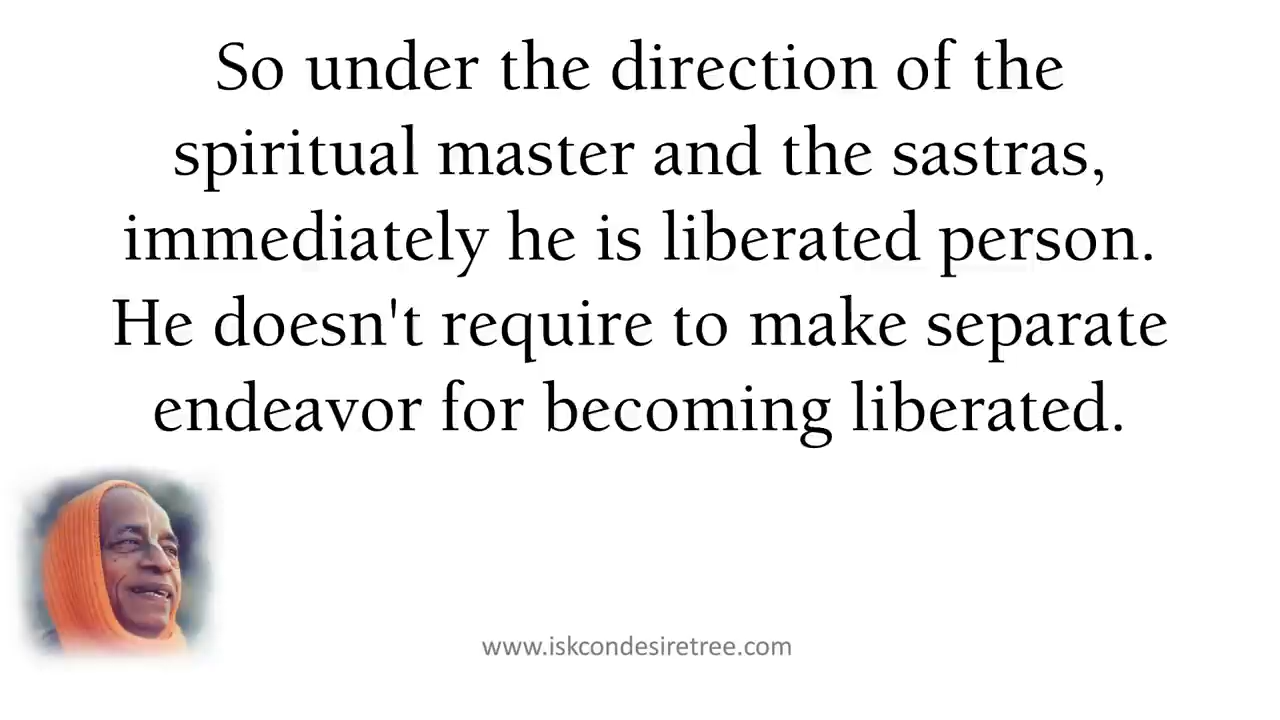 So under the direction of the
spiritual master and the sastras,
immediately he is liberated person.
He doesn't require to make separate
endeavor for becoming liberated.
www.iskcondesiretree.com